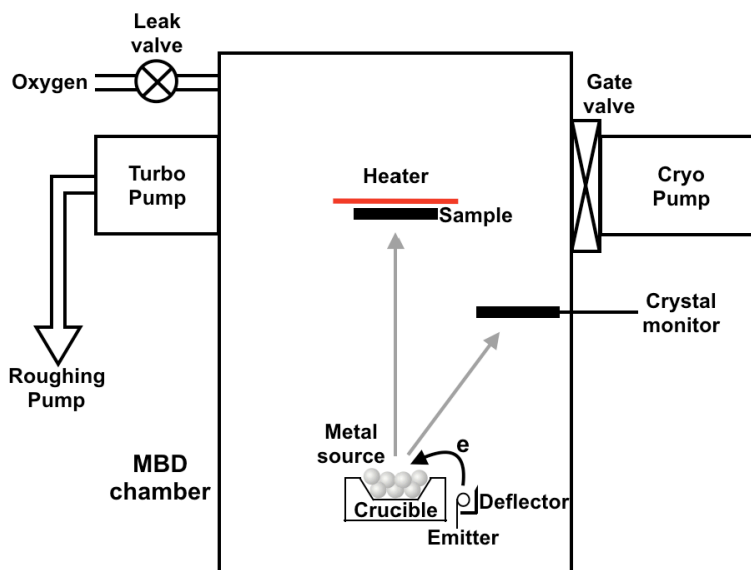 Leak
valve
Oxygen
Gate
valve
Turbo
Pump
Heater
Sample
Cryo
Pump
Crystal
monitor
Roughing
Pump
Metal
source
e
MBD
chamber
Crucible
Deflector
Emitter